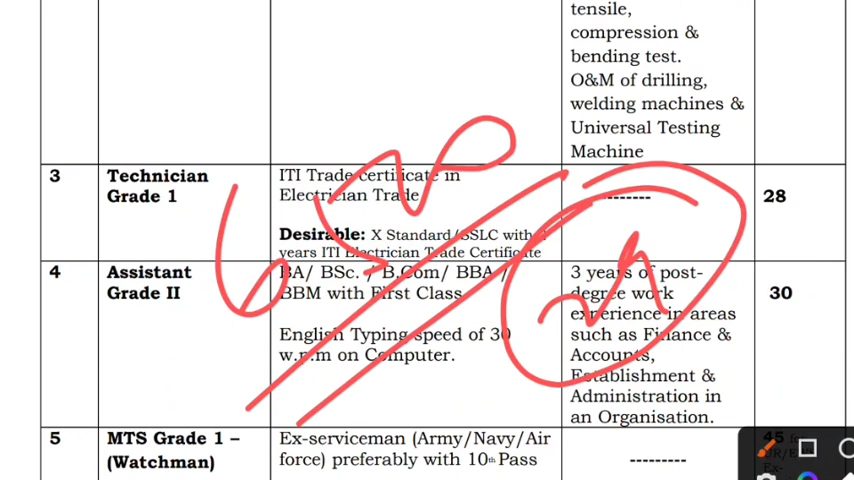 tensile,
compression &
bending test.
O&M of drilling,
welding machines &
Universal Testing
Machine
3
Technician
Grade 1
ITI Trade certificate in
Electrician Trade
Desirable: X Standard/SSLC with 2
years ITI Electrician Trade Certificate
--------
28
4
Assistant
Grade II
BA/ BSc. / B.Com/ BBA /
BBM with First Class
English Typing speed of 30
w.p.m on Computer.
3 years of post-
degree work
experience in areas
such as Finance &
Accounts,
Establishment &
Administration in
an Organisation.
30
5
MTS Grade 1 –
(Watchman)
Ex-serviceman (Army/Navy/Air
force) preferably with 10th Pass
---------
45